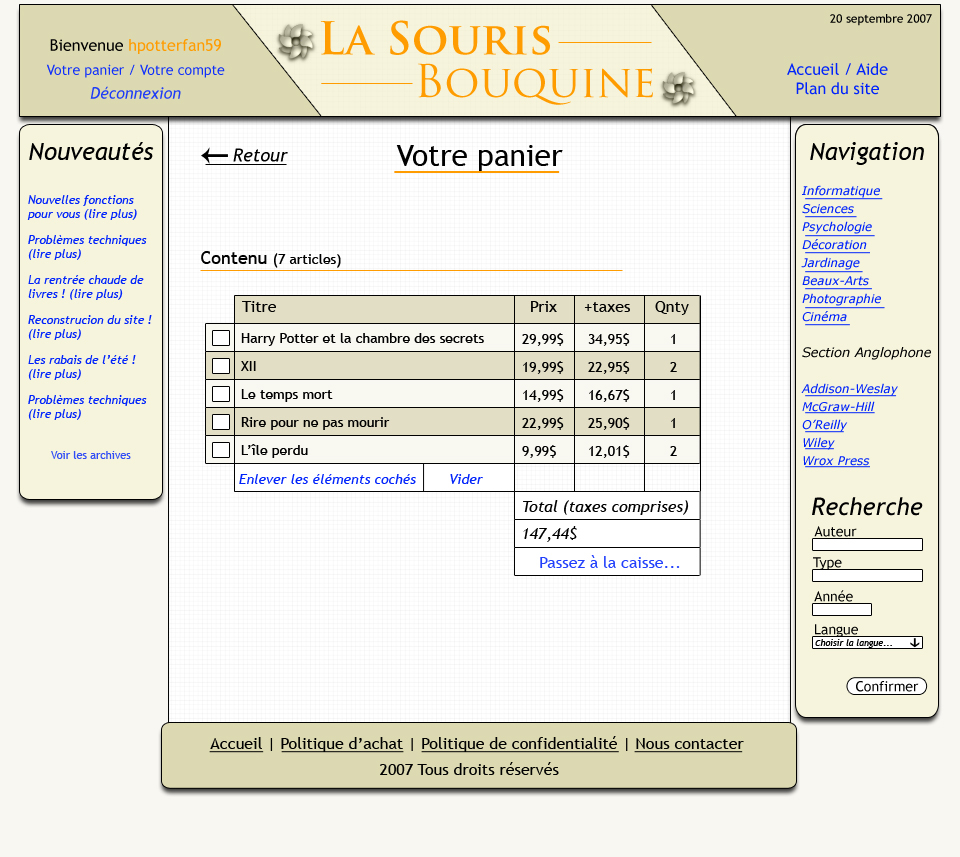 20 septembre 2007
Bienvenue hpotterfan59
Votre panier / Votre compte
Déconnexion
LA SOURIS
BOUQUINE
Accueil / Aide
Plan du site
Nouveautés
Nouvelles fonctions
pour vous (lire plus)
Problèmes techniques
(lire plus)
La rentrée chaude de
livres ! (lire plus)
Reconstrucion du site !
(lire plus)
Les rabais de l'été !
(lire plus)
Problèmes techniques
(lire plus)
Voir les archives
← Retour
Votre panier
Contenu (7 articles)
Titre Prix +taxes Qnty
Harry Potter et la chambre des secrets 29,99$ 34,95$ 1
XII 19,99$ 22,95$ 2
Le temps mort 14,99$ 16,67$ 1
Rire pour ne pas mourir 22,99$ 25,90$ 1
L'île perdu 9,99$ 12,01$ 2
Enlever les éléments cochés Vider
Total (taxes comprises)
147,44$
Passez à la caisse...
Navigation
Informatique
Sciences
Psychologie
Décoration
Jardinage
Beaux-Arts
Photographie
Cinéma
Section Anglophone
Addison-Weslay
McGraw-Hill
O'Reilly
Wiley
Wrox Press
Recherche
Auteur
Type
Année
Langue
Choisir la langue...
Confirmer
Accueil | Politique d'achat | Politique de confidentialité | Nous contacter
2007 Tous droits réservés